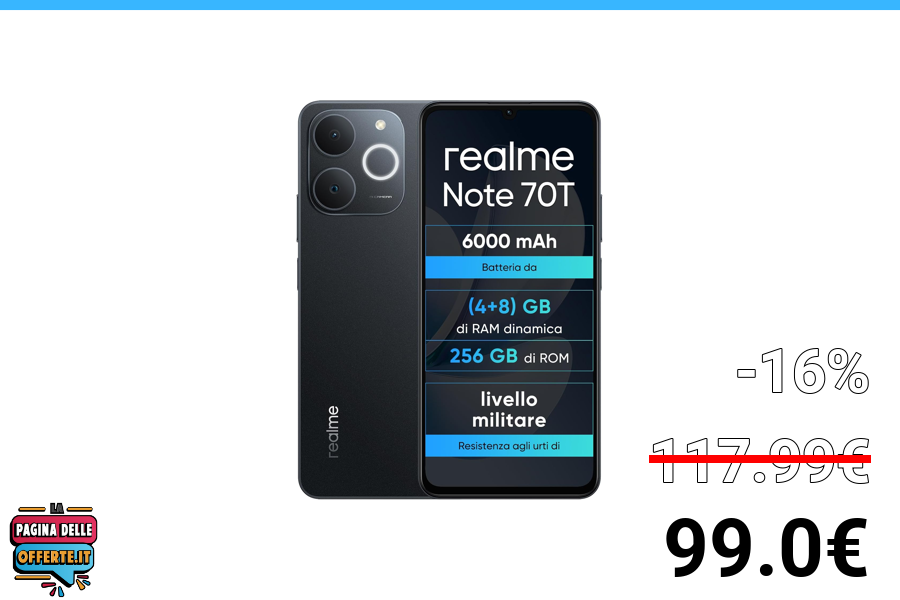 realme
Note 70T
6000 mAh
Batteria da
(4+8) GB
di RAM dinamica
256 GB di ROM
livello
militare
Resistenza agli urti di
realme
-16%
117.99€
99.0€
LA
PAGINA DELLE
OFFERTE.IT